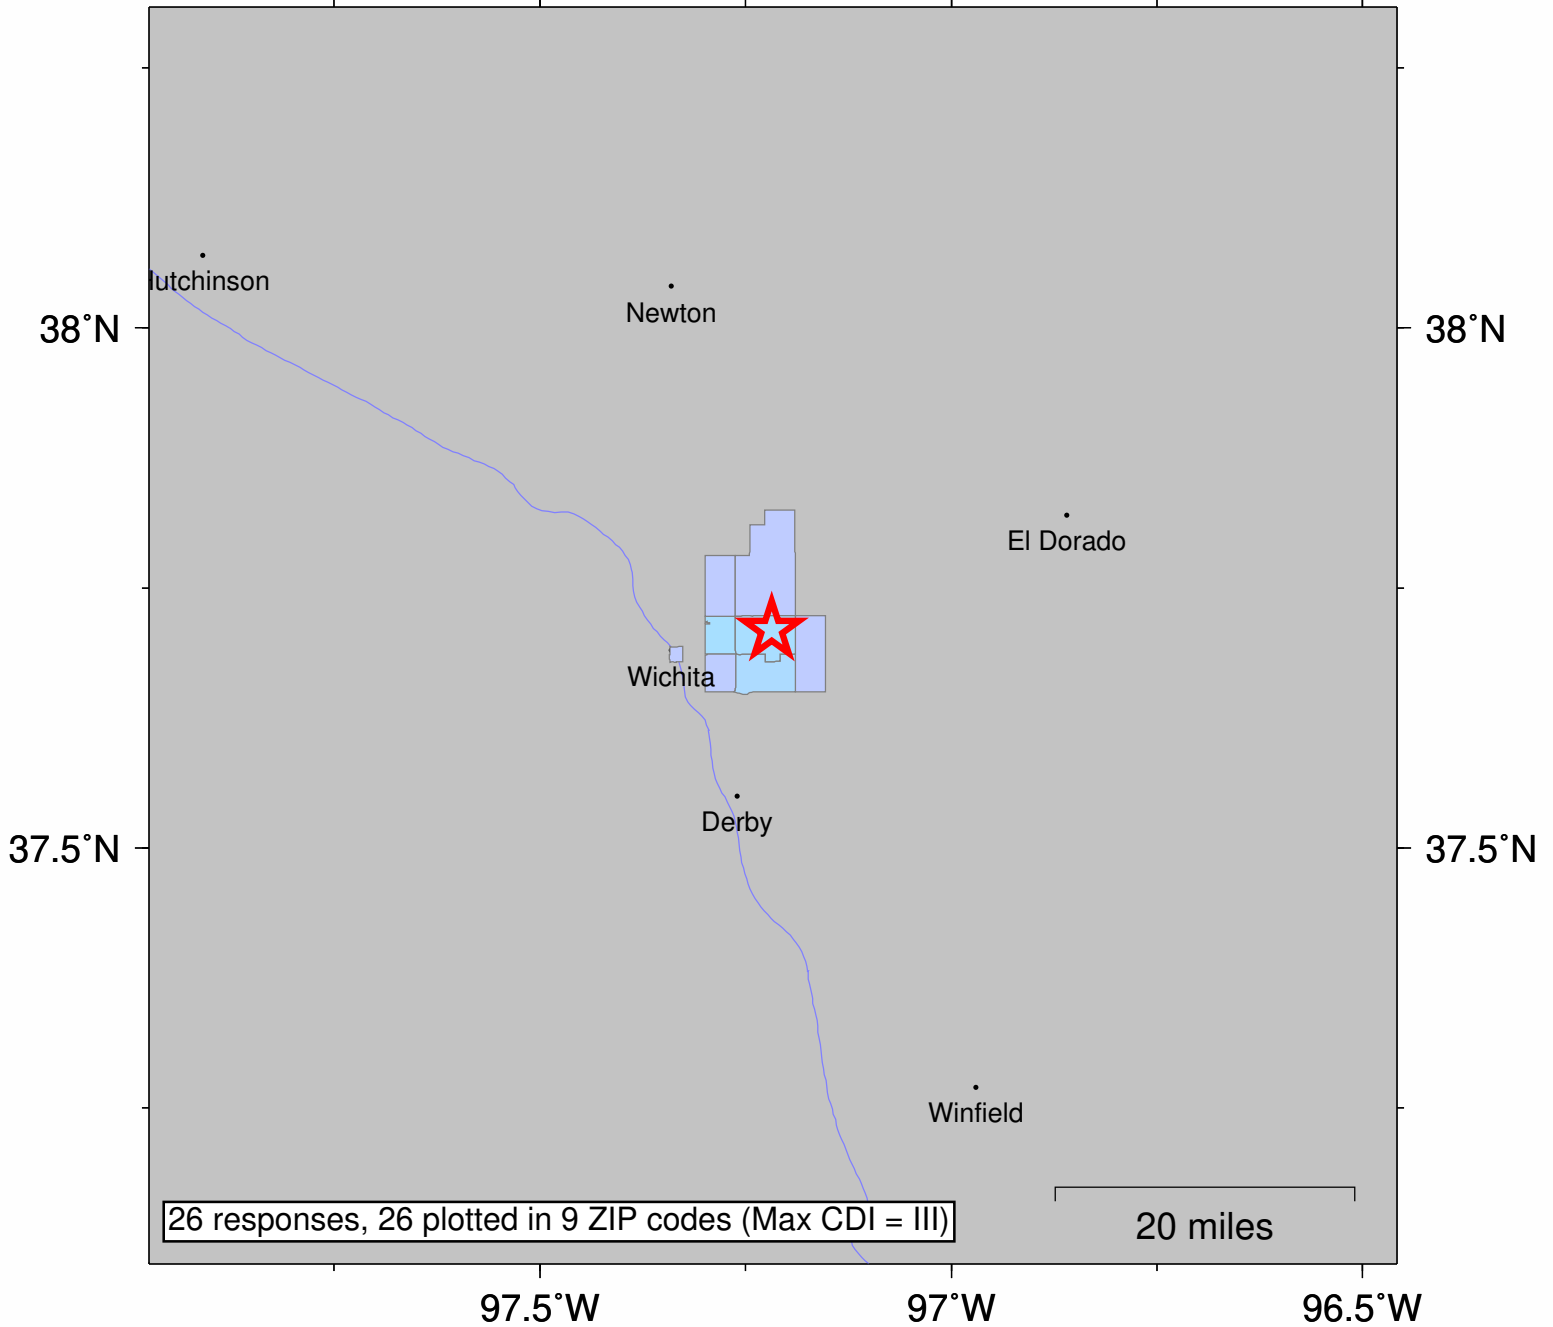 Hutchinson
Newton
38°N
38°N
El Dorado
Wichita
Derby
37.5°N
37.5°N
Winfield
26 responses, 26 plotted in 9 ZIP codes (Max CDI = III)
20 miles
97.5°W
97°W
96.5°W